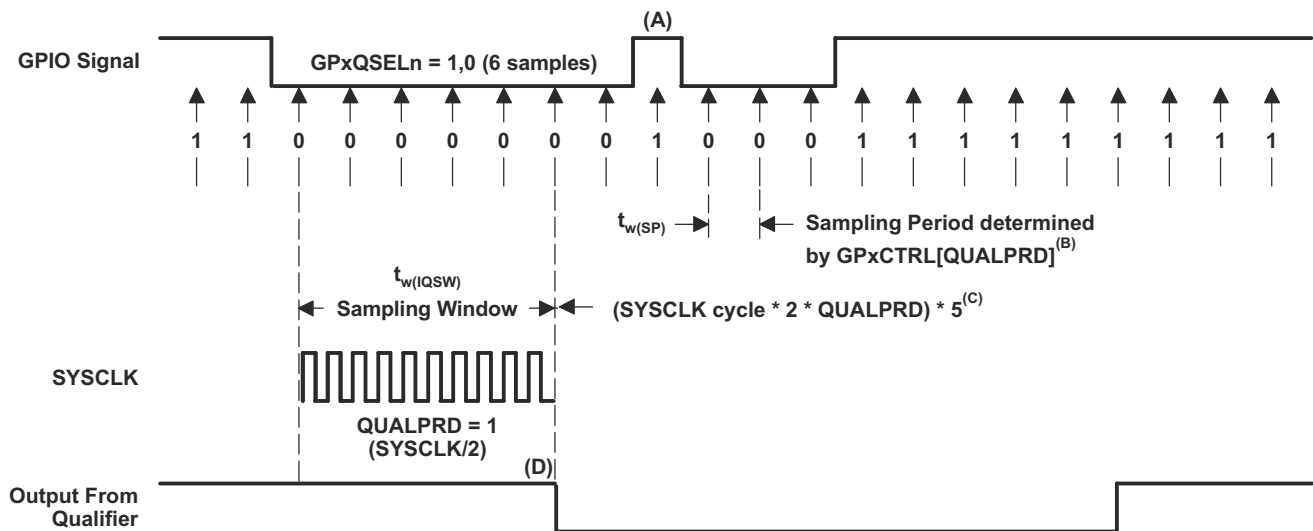 (A)
GPIO Signal
GPxQSELn = 1,0 (6 samples)
1 1 0 0 0 0 0 0 0 1 0 0 0 1 1 1 1 1 1 1 1 1
tw(SP)
Sampling Period determined
by GPxCTRL[QUALPRD](B)
tw(IQSW)
Sampling Window
(SYSCLK cycle * 2 * QUALPRD) * 5(C)
SYSCLK
QUALPRD = 1
(SYSCLK/2)
(D)
Output From
Qualifier